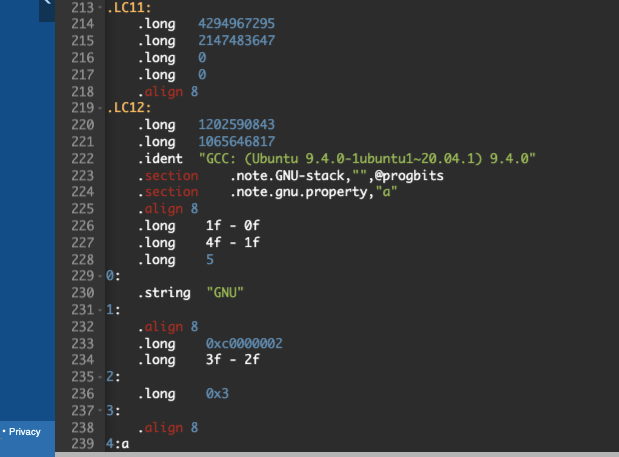 213 .LC11:
214 .long 4294967295
215 .long 2147483647
216 .long 0
217 .long 0
218 .align 8
219 .LC12:
220 .long 1202590843
221 .long 1065646817
222 .ident "GCC: (Ubuntu 9.4.0-1ubuntu1~20.04.1) 9.4.0"
223 .section .note.GNU-stack,"",@progbits
224 .section .note.gnu.property,"a"
225 .align 8
226 .long 1f - 0f
227 .long 4f - 1f
228 .long 5
229 0:
230 .string "GNU"
231 1:
232 .align 8
233 .long 0xc0000002
234 .long 3f - 2f
235 2:
236 .long 0x3
237 3:
238 .align 8
239 4:a
• Privacy